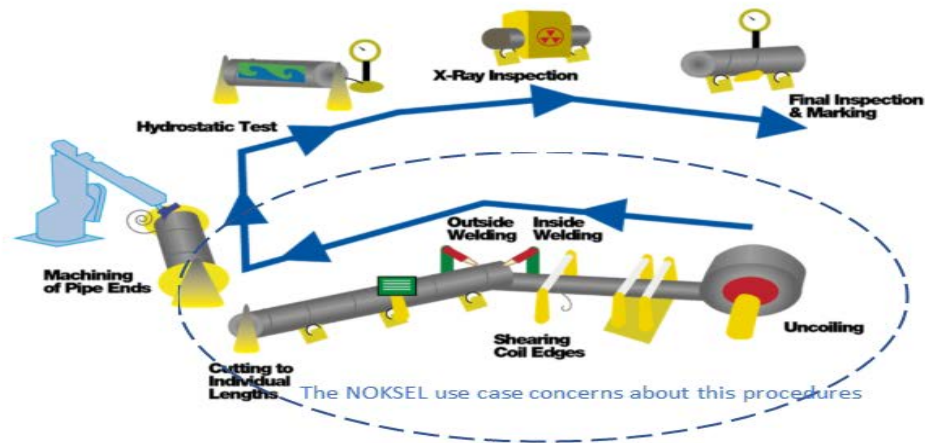 X-Ray Inspection
Final Inspection
& Marking
Hydrostatic Test
Outside
Welding
Inside
Welding
Machining
of Pipe Ends
Uncoiling
Shearing
Coil Edges
Cutting to
Individual
Lengths
The NOKSEL use case concerns about this procedures